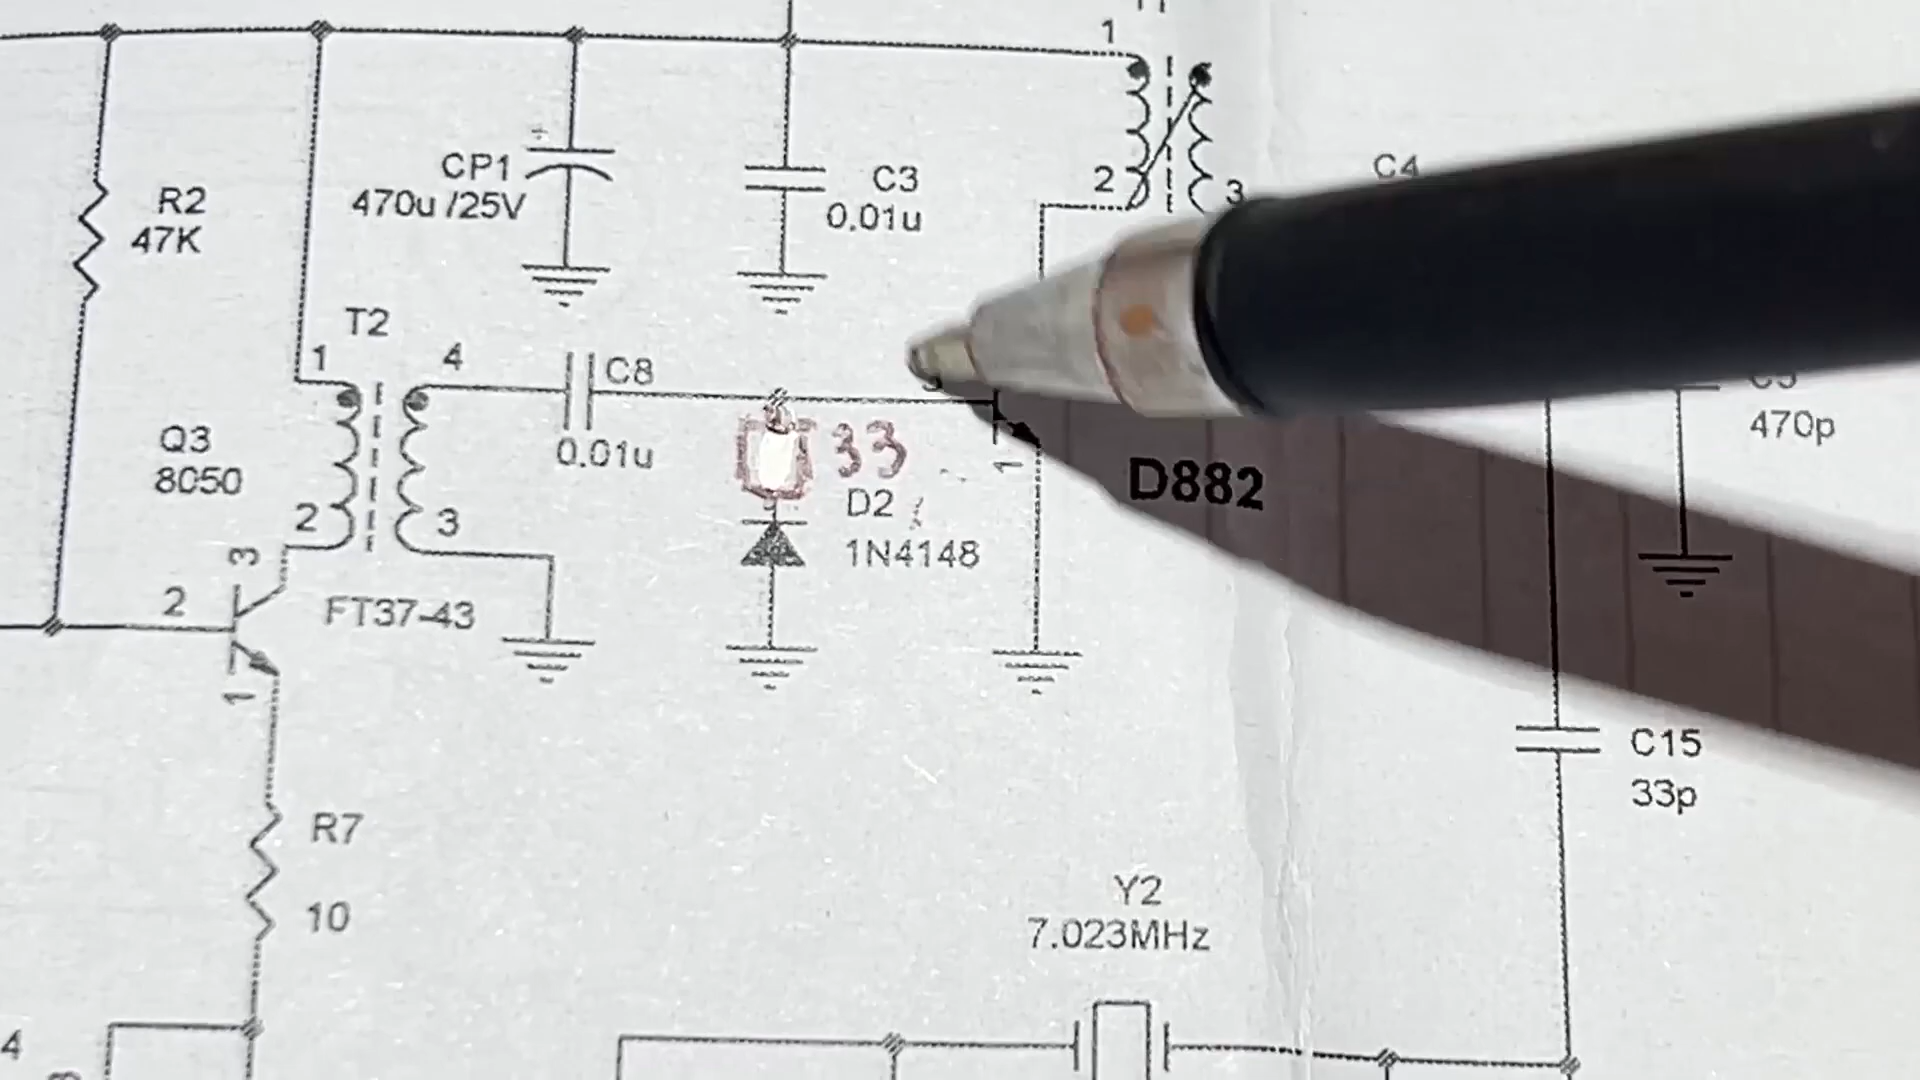 1
CP1
470u/25V
C3
0.01u
2
3
C4
R2
47K
T2
1
4
C8
0.01u
33
D2
1N4148
1
D882
470p
Q3
8050
2
3
2
3
1
FT37-43
R7
10
C15
33p
Y2
7.023MHz
4